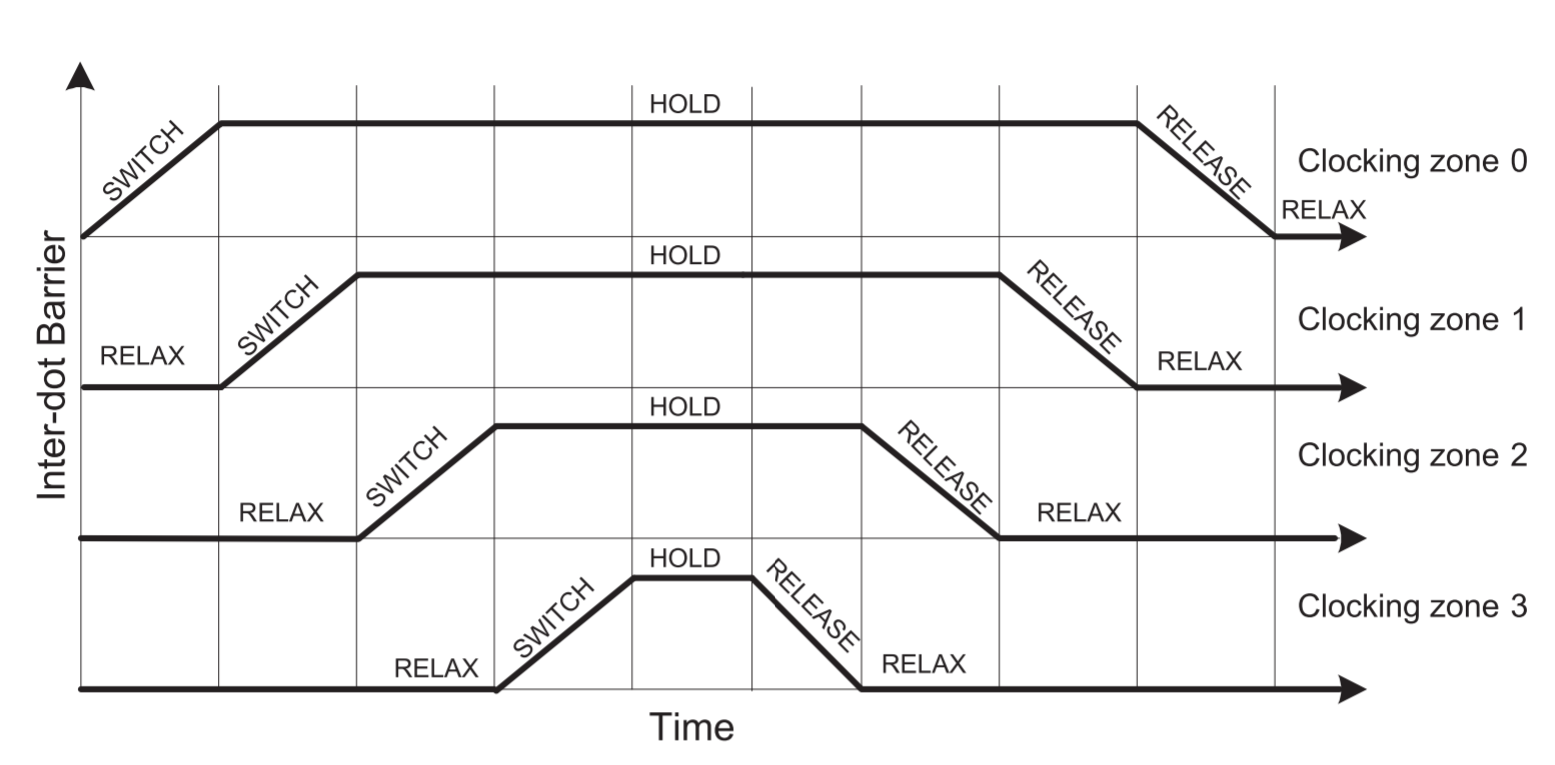 HOLD
SWITCH
RELEASE
Clocking zone 0
RELAX
HOLD
SWITCH
RELEASE
Clocking zone 1
RELAX
RELAX
Inter-dot Barrier
HOLD
SWITCH
RELEASE
Clocking zone 2
RELAX
RELAX
HOLD
SWITCH
RELEASE
Clocking zone 3
RELAX
RELAX
Time